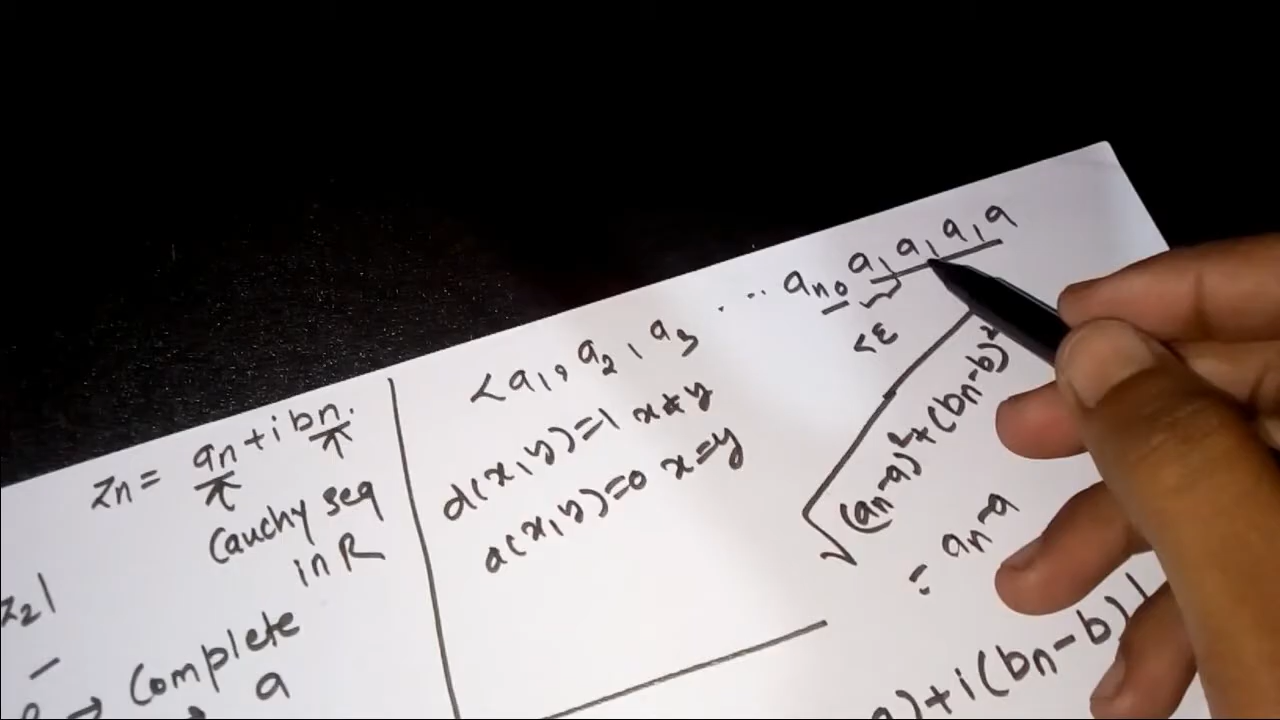 zn = an + ibn.
Cauchy seq
in R
z2|
→ Complete
a
<a1, a2, a3 ... an0 a, a, a, a
<ε
d(x,y)=1 x≠y
d(x,y)=0 x=y
√(an-a)²+(bn-b)²
= an-a
)+i(bn-b)|